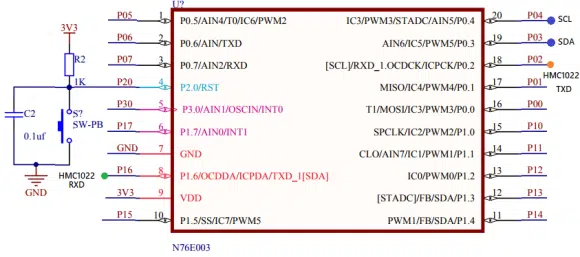 U?
P05 1 P0.5/AIN4/T0/IC6/PWM2 IC3/PWM3/STADC/AIN5/P0.4 20 P04 SCL
3V3
P06 2 P0.6/AIN/TXD AIN6/IC5/PWM5/P0.3 19 P03 SDA
R2
P07 3 P0.7/AIN2/RXD [SCL]/RXD_1.OCDCK/ICPCK/P0.2 18 P02 HMC1022
1K P20 4 P2.0/RST MISO/IC4/PWM4/P0.1 17 P01 TXD
P30 5 P3.0/AIN1/OSCIN/INT0 T1/MOSI/IC3/PWM3/P0.0 16 P00
C2 S?
0.1uf SW-PB P17 6 P1.7/AIN0/INT1 SPCLK/IC2/PWM2/P1.0 15 P10
GND 7 GND CLO/AIN7/IC1/PWM1/P1.1 14 P11
GND HMC1022 P16 8 P1.6/OCDDA/ICPDA/TXD_1[SDA] IC0/PWM0/P1.2 13 P12
RXD
3V3 9 VDD [STADC]/FB/SDA/P1.3 12 P13
P15 10 P1.5/SS/IC7/PWM5 PWM1/FB/SDA/P1.4 11 P14
N76E003